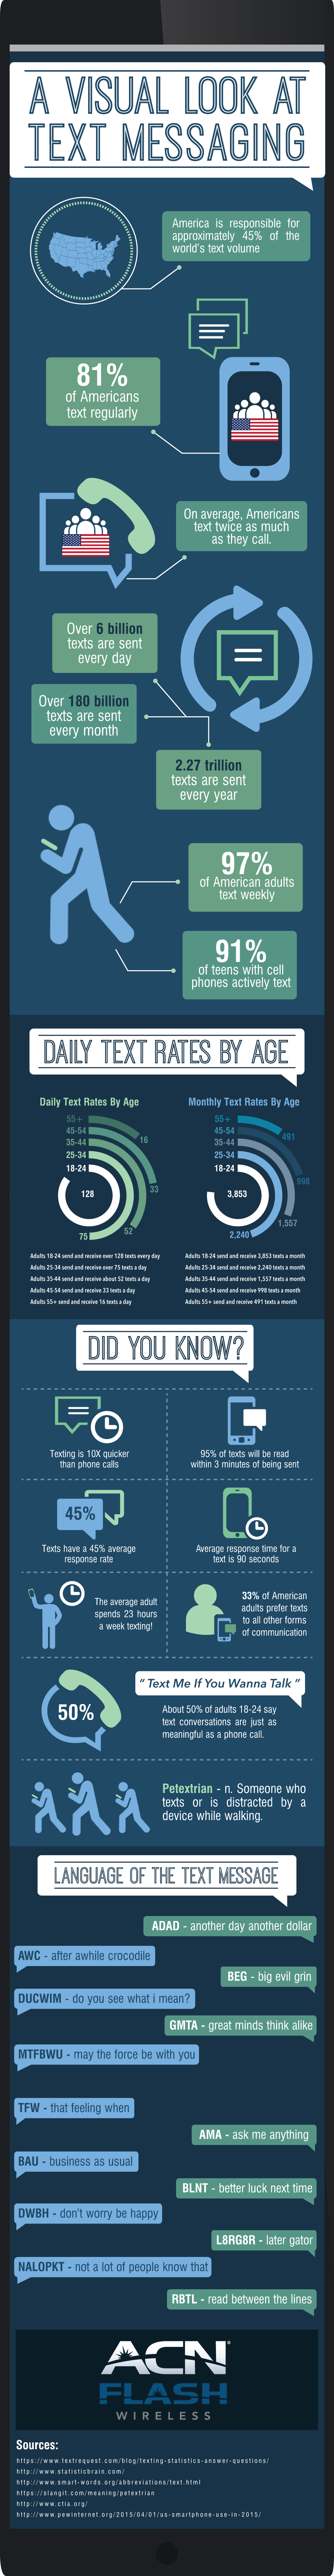 A VISUAL LOOK AT
TEXT MESSAGING
America is responsible for
approximately 45% of the
world's text volume
81%
of Americans
text regularly
On average, Americans
text twice as much
as they call.
Over 6 billion
texts are sent
every day
Over 180 billion
texts are sent
every month
2.27 trillion
texts are sent
every year
97%
of American adults
text weekly
91%
of teens with cell
phones actively text
DAILY TEXT RATES BY AGE
Daily Text Rates By Age
55+
45-54
35-44
25-34
18-24
16
33
52
75
128
Monthly Text Rates By Age
55+
45-54
35-44
25-34
18-24
491
998
1,557
2,240
3,853
Adults 18-24 send and receive over 128 texts every day
Adults 25-34 send and receive over 75 texts a day
Adults 35-44 send and receive about 52 texts a day
Adults 45-54 send and receive 33 texts a day
Adults 55+ send and receive 16 texts a day
Adults 18-24 send and receive 3,853 texts a month
Adults 25-34 send and receive 2,240 texts a month
Adults 35-44 send and receive 1,557 texts a month
Adults 45-54 send and receive 998 texts a month
Adults 55+ send and receive 491 texts a month
DID YOU KNOW?
Texting is 10X quicker
than phone calls
95% of texts will be read
within 3 minutes of being sent
45%
Texts have a 45% average
response rate
Average response time for a
text is 90 seconds
The average adult
spends 23 hours
a week texting!
33% of American
adults prefer texts
to all other forms
of communication
50%
" Text Me If You Wanna Talk "
About 50% of adults 18-24 say
text conversations are just as
meaningful as a phone call.
Petextrian - n. Someone who
texts or is distracted by a
device while walking.
LANGUAGE OF THE TEXT MESSAGE
ADAD - another day another dollar
AWC - after awhile crocodile
BEG - big evil grin
DUCWIM - do you see what i mean?
GMTA - great minds think alike
MTFBWU - may the force be with you
TFW - that feeling when
AMA - ask me anything
BAU - business as usual
BLNT - better luck next time
DWBH - don't worry be happy
L8RG8R - later gator
NALOPKT - not a lot of people know that
RBTL - read between the lines
ACN®
FLASH
WIRELESS
Sources:
https://www.textrequest.com/blog/texting-statistics-answer-questions/
http://www.statisticbrain.com/
http://www.smart-words.org/abbreviations/text.html
https://slangit.com/meaning/petextrian
http://www.ctia.org/
http://www.pewinternet.org/2015/04/01/us-smartphone-use-in-2015/